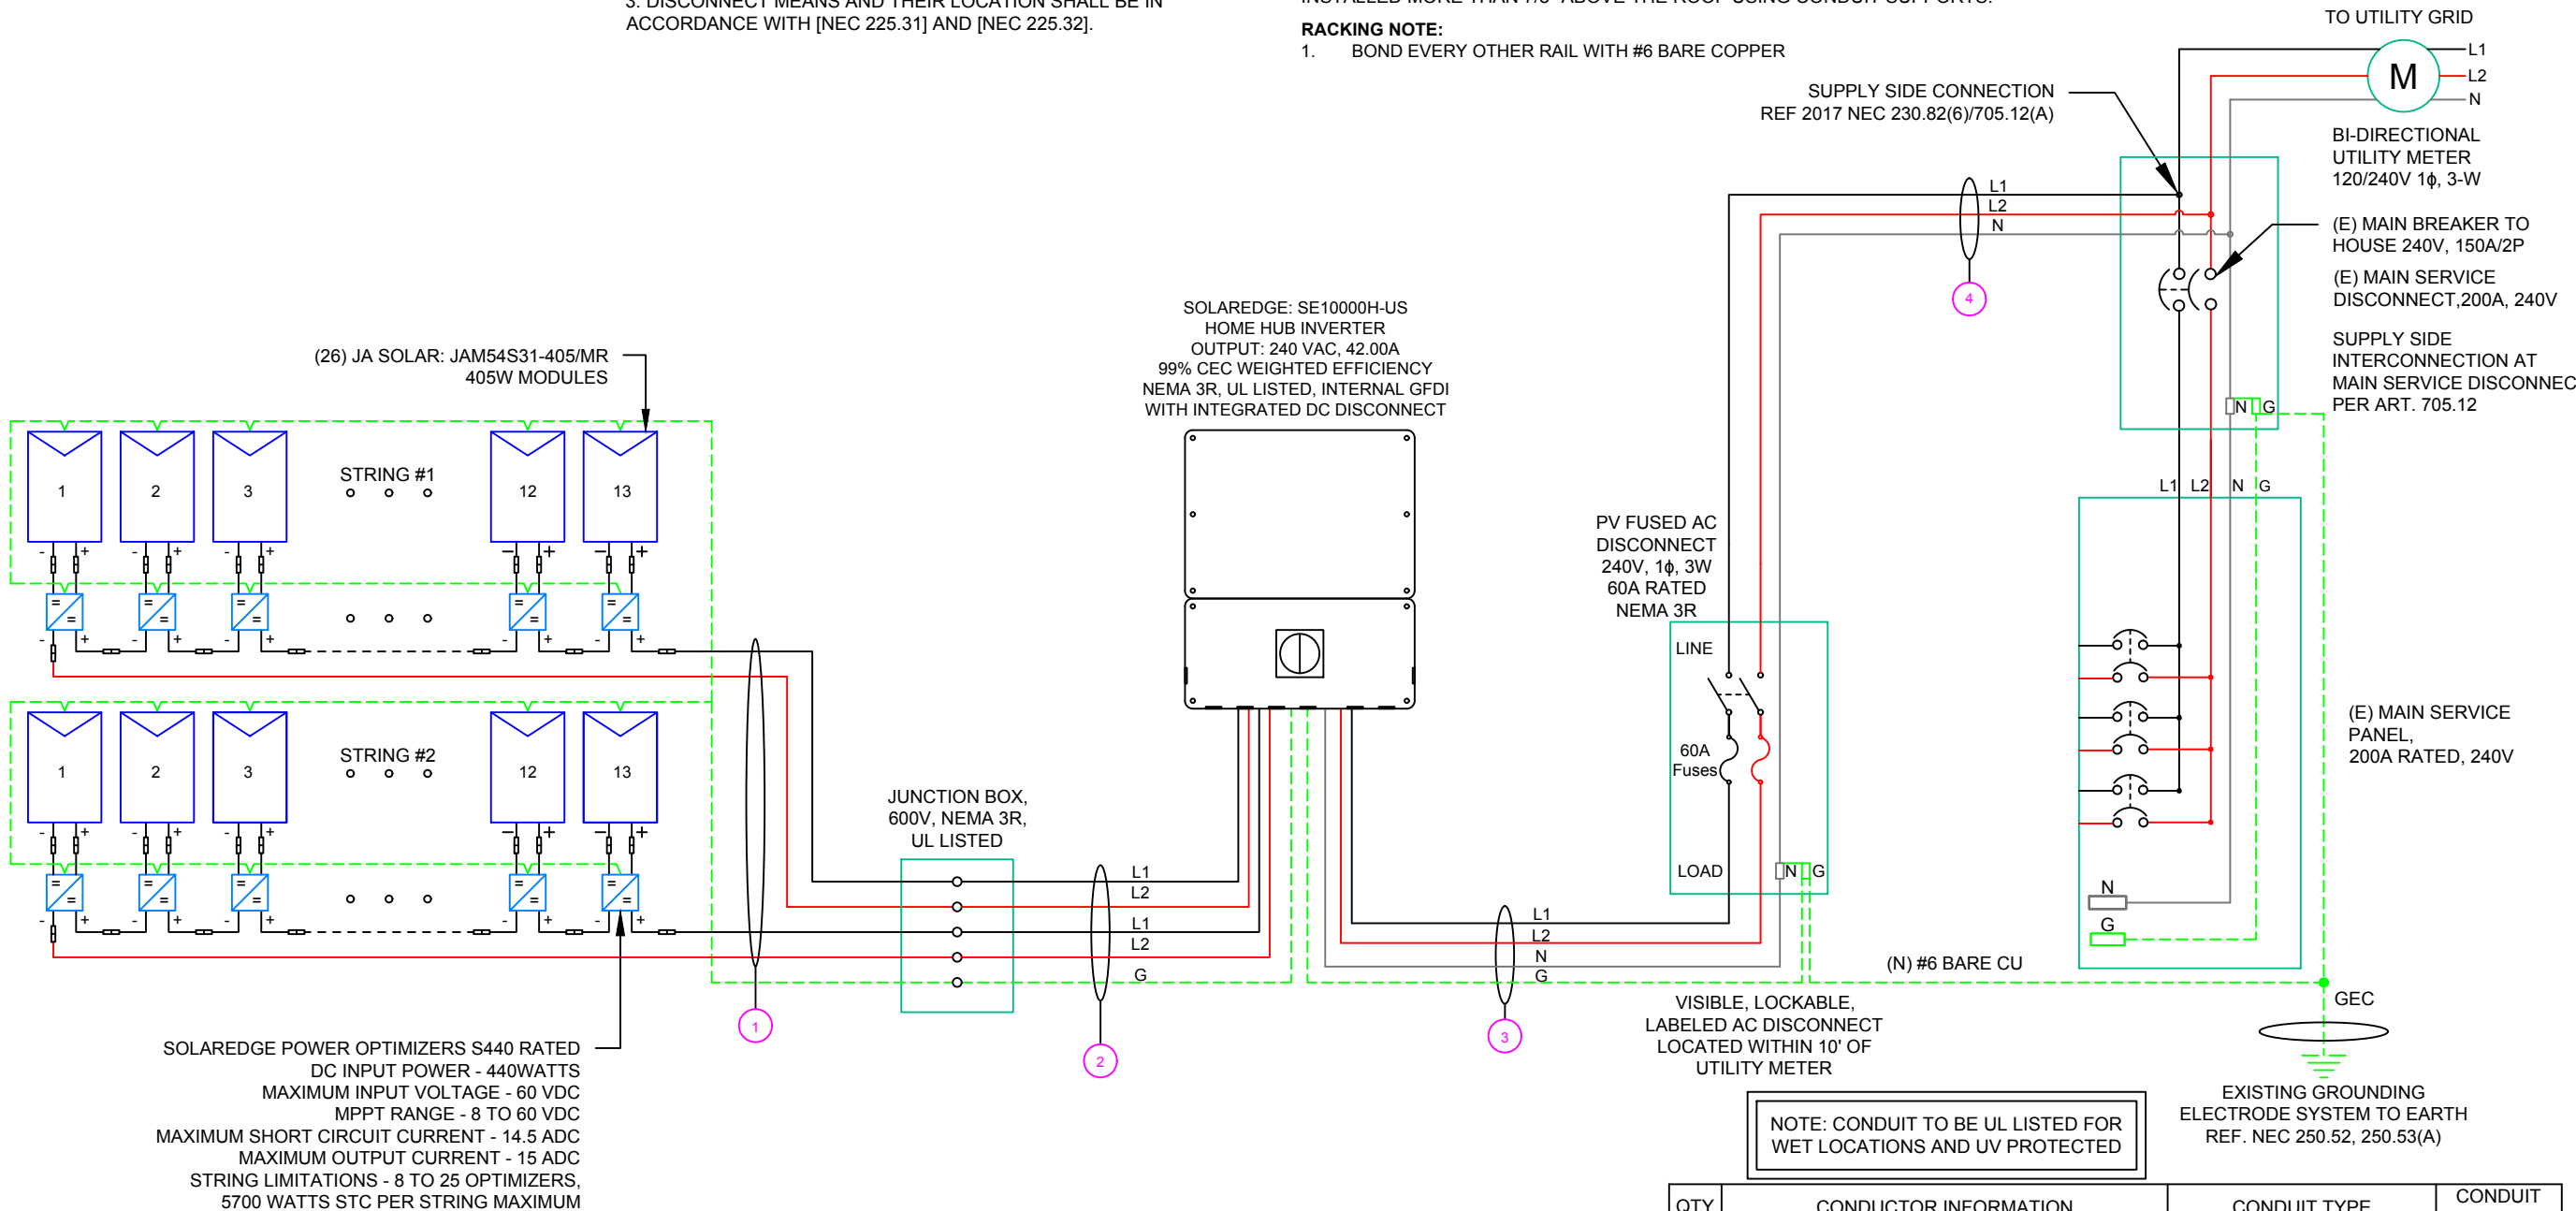 3. DISCONNECT MEANS AND THEIR LOCATION SHALL BE IN
ACCORDANCE WITH [NEC 225.31] AND [NEC 225.32].
INSTALLED MORE THAN 7/8" ABOVE THE ROOF USING CONDUIT SUPPORTS.
RACKING NOTE:
1. BOND EVERY OTHER RAIL WITH #6 BARE COPPER
TO UTILITY GRID
L1
L2
N
M
SUPPLY SIDE CONNECTION
REF 2017 NEC 230.82(6)/705.12(A)
BI-DIRECTIONAL
UTILITY METER
120/240V 1ϕ, 3-W
L1
L2
N
4
(E) MAIN BREAKER TO
HOUSE 240V, 150A/2P
(E) MAIN SERVICE
DISCONNECT,200A, 240V
SUPPLY SIDE
INTERCONNECTION AT
MAIN SERVICE DISCONNEC
PER ART. 705.12
N G
SOLAREDGE: SE10000H-US
HOME HUB INVERTER
OUTPUT: 240 VAC, 42.00A
99% CEC WEIGHTED EFFICIENCY
NEMA 3R, UL LISTED, INTERNAL GFDI
WITH INTEGRATED DC DISCONNECT
(26) JA SOLAR: JAM54S31-405/MR
405W MODULES
STRING #1
1 2 3 12 13
- + - + - + - + - +
= = = = = = = = = =
- + - + - + - + - +
STRING #2
1 2 3 12 13
- + - + - + - + - +
= = = = = = = = = =
- + - + - + - + - +
1
SOLAREDGE POWER OPTIMIZERS S440 RATED
DC INPUT POWER - 440WATTS
MAXIMUM INPUT VOLTAGE - 60 VDC
MPPT RANGE - 8 TO 60 VDC
MAXIMUM SHORT CIRCUIT CURRENT - 14.5 ADC
MAXIMUM OUTPUT CURRENT - 15 ADC
STRING LIMITATIONS - 8 TO 25 OPTIMIZERS,
5700 WATTS STC PER STRING MAXIMUM
JUNCTION BOX,
600V, NEMA 3R,
UL LISTED
L1
L2
L1
L2
G
2
PV FUSED AC
DISCONNECT
240V, 1ϕ, 3W
60A RATED
NEMA 3R
LINE
60A
Fuses
LOAD
N G
L1
L2
N
G
3
VISIBLE, LOCKABLE,
LABELED AC DISCONNECT
LOCATED WITHIN 10' OF
UTILITY METER
(N) #6 BARE CU
L1 L2 N G
N
G
(E) MAIN SERVICE
PANEL,
200A RATED, 240V
GEC
EXISTING GROUNDING
ELECTRODE SYSTEM TO EARTH
REF. NEC 250.52, 250.53(A)
NOTE: CONDUIT TO BE UL LISTED FOR
WET LOCATIONS AND UV PROTECTED
QTY CONDUCTOR INFORMATION CONDUIT TYPE CONDUIT